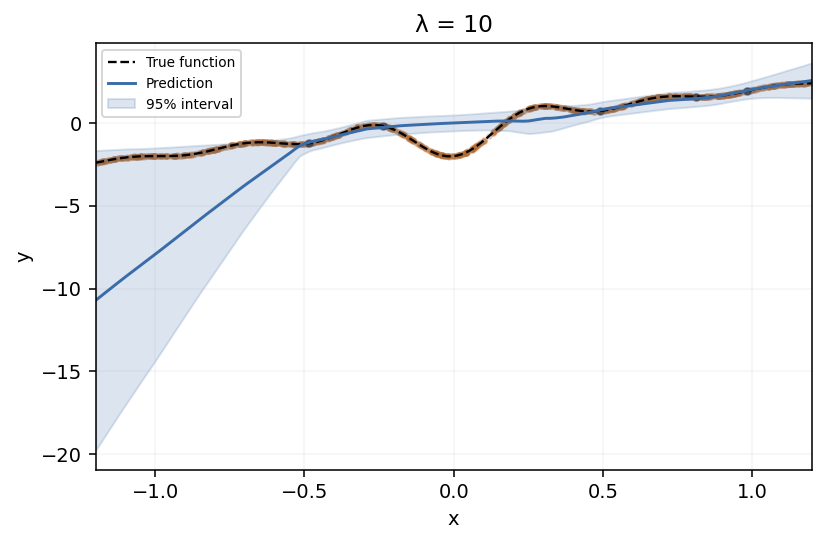 λ = 10
True function
Prediction
95% interval
0
−5
−10
−15
−20
y
−1.0 −0.5 0.0 0.5 1.0
x